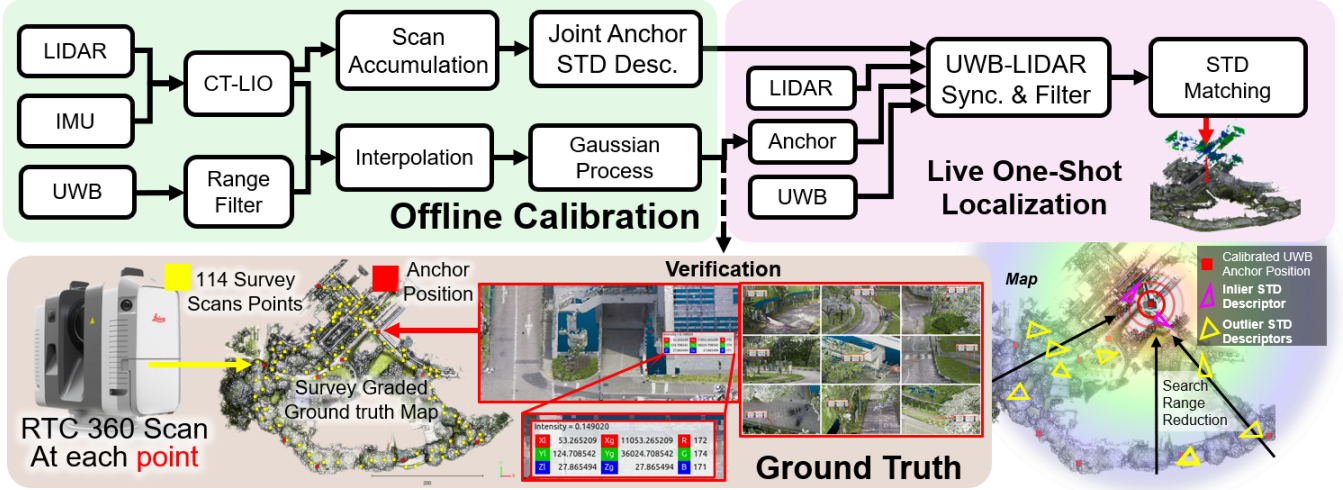 LIDAR
IMU
UWB
CT-LIO
Range
Filter
Scan
Accumulation
Joint Anchor
STD Desc.
Interpolation
Gaussian
Process
Offline Calibration
LIDAR
Anchor
UWB
UWB-LIDAR
Sync. & Filter
STD
Matching
Live One-Shot
Localization
114 Survey
Scans Points
Anchor
Position
Survey Graded
Ground truth Map
RTC 360 Scan
At each point
200
Verification
Intensity = 0.149020
Xl 53.265209 Xg 11053.265209 R 172
Yl 124.708542 Yg 36024.708542 G 174
Zl 27.865494 Zg 27.865494 B 171
Ground Truth
Map
Calibrated UWB
Anchor Position
Inlier STD
Descriptor
Outlier STD
Descriptors
Search
Range
Reduction